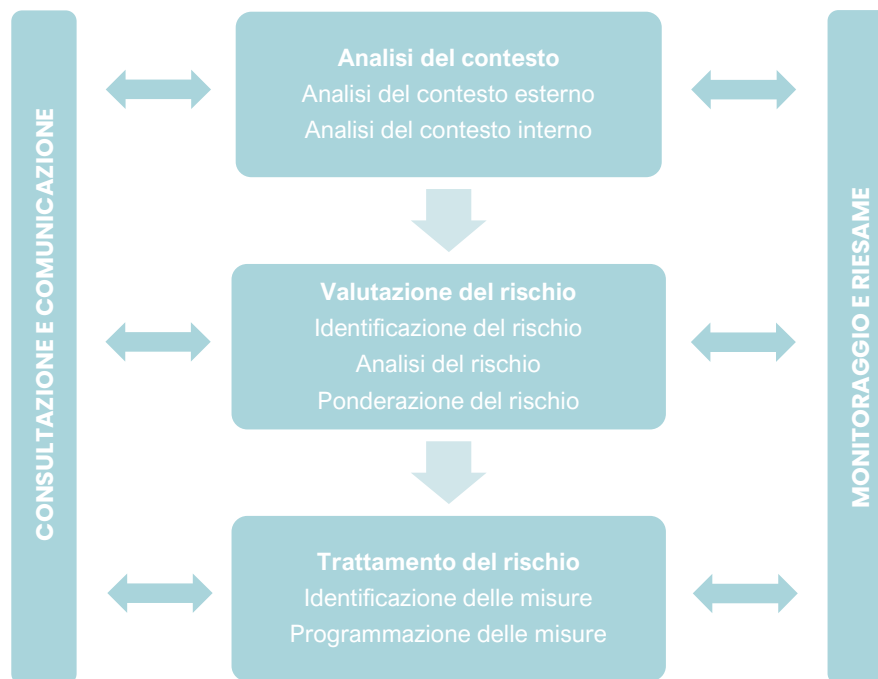 CONSULTAZIONE E COMUNICAZIONE
Analisi del contesto
Analisi del contesto esterno
Analisi del contesto interno
Valutazione del rischio
Identificazione del rischio
Analisi del rischio
Ponderazione del rischio
Trattamento del rischio
Identificazione delle misure
Programmazione delle misure
MONITORAGGIO E RIESAME